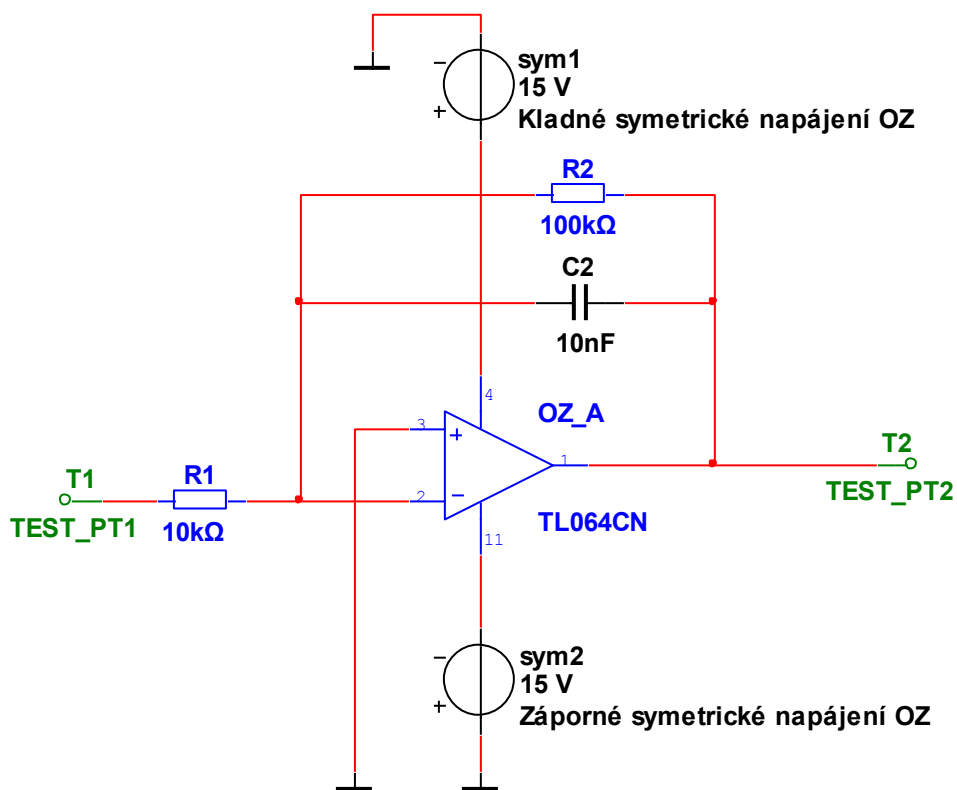 sym1
15 V
Kladné symetrické napájení OZ
−
+
R2
100kΩ
C2
10nF
4
OZ_A
3
+
1
T2
TEST_PT2
T1
TEST_PT1
R1
10kΩ
2
−
TL064CN
11
sym2
15 V
Záporné symetrické napájení OZ
−
+